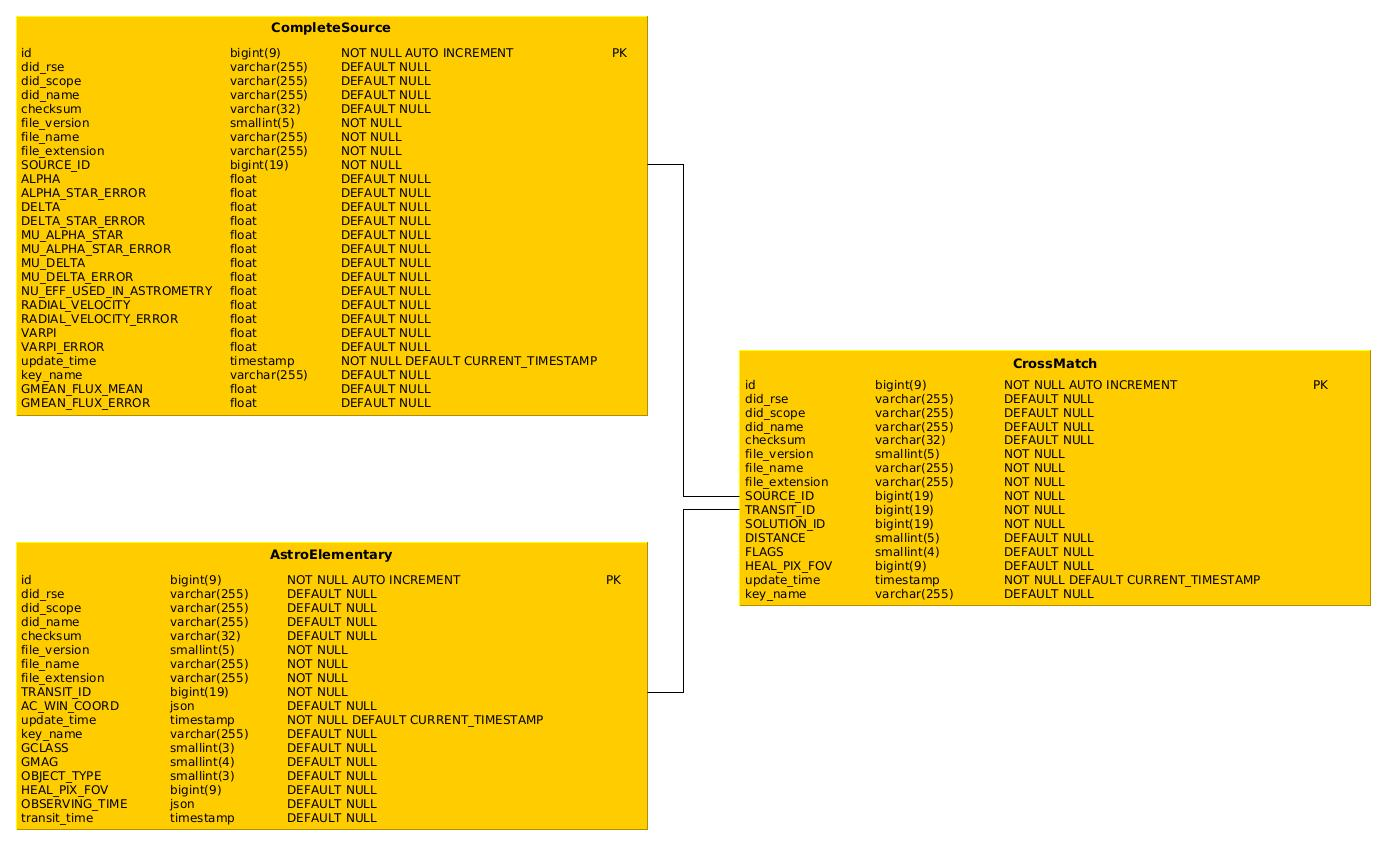 CompleteSource
id bigint(9) NOT NULL AUTO INCREMENT PK
did_rse varchar(255) DEFAULT NULL
did_scope varchar(255) DEFAULT NULL
did_name varchar(255) DEFAULT NULL
checksum varchar(32) DEFAULT NULL
file_version smallint(5) NOT NULL
file_name varchar(255) NOT NULL
file_extension varchar(255) NOT NULL
SOURCE_ID bigint(19) NOT NULL
ALPHA float DEFAULT NULL
ALPHA_STAR_ERROR float DEFAULT NULL
DELTA float DEFAULT NULL
DELTA_STAR_ERROR float DEFAULT NULL
MU_ALPHA_STAR float DEFAULT NULL
MU_ALPHA_STAR_ERROR float DEFAULT NULL
MU_DELTA float DEFAULT NULL
MU_DELTA_ERROR float DEFAULT NULL
NU_EFF_USED_IN_ASTROMETRY float DEFAULT NULL
RADIAL_VELOCITY float DEFAULT NULL
RADIAL_VELOCITY_ERROR float DEFAULT NULL
VARPI float DEFAULT NULL
VARPI_ERROR float DEFAULT NULL
update_time timestamp NOT NULL DEFAULT CURRENT_TIMESTAMP
key_name varchar(255) DEFAULT NULL
GMEAN_FLUX_MEAN float DEFAULT NULL
GMEAN_FLUX_ERROR float DEFAULT NULL
CrossMatch
id bigint(9) NOT NULL AUTO INCREMENT PK
did_rse varchar(255) DEFAULT NULL
did_scope varchar(255) DEFAULT NULL
did_name varchar(255) DEFAULT NULL
checksum varchar(32) DEFAULT NULL
file_version smallint(5) NOT NULL
file_name varchar(255) NOT NULL
file_extension varchar(255) NOT NULL
SOURCE_ID bigint(19) NOT NULL
TRANSIT_ID bigint(19) NOT NULL
SOLUTION_ID bigint(19) NOT NULL
DISTANCE smallint(5) DEFAULT NULL
FLAGS smallint(4) DEFAULT NULL
HEAL_PIX_FOV bigint(9) DEFAULT NULL
update_time timestamp NOT NULL DEFAULT CURRENT_TIMESTAMP
key_name varchar(255) DEFAULT NULL
AstroElementary
id bigint(9) NOT NULL AUTO INCREMENT PK
did_rse varchar(255) DEFAULT NULL
did_scope varchar(255) DEFAULT NULL
did_name varchar(255) DEFAULT NULL
checksum varchar(32) DEFAULT NULL
file_version smallint(5) NOT NULL
file_name varchar(255) NOT NULL
file_extension varchar(255) NOT NULL
TRANSIT_ID bigint(19) NOT NULL
AC_WIN_COORD json DEFAULT NULL
update_time timestamp NOT NULL DEFAULT CURRENT_TIMESTAMP
key_name varchar(255) DEFAULT NULL
GCLASS smallint(3) DEFAULT NULL
GMAG smallint(4) DEFAULT NULL
OBJECT_TYPE smallint(3) DEFAULT NULL
HEAL_PIX_FOV bigint(9) DEFAULT NULL
OBSERVING_TIME json DEFAULT NULL
transit_time timestamp DEFAULT NULL